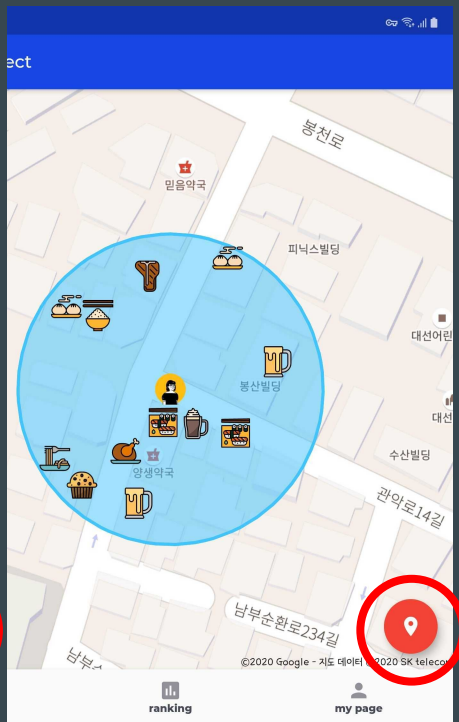 ect
봉천로
믿음약국
피닉스빌딩
대선어린
봉산빌딩
대선
수산빌딩
양생약국
관악로14길
남부순환로234길
©2020 Google - 지도 데이터 ©2020 SK telecom
ranking
my page